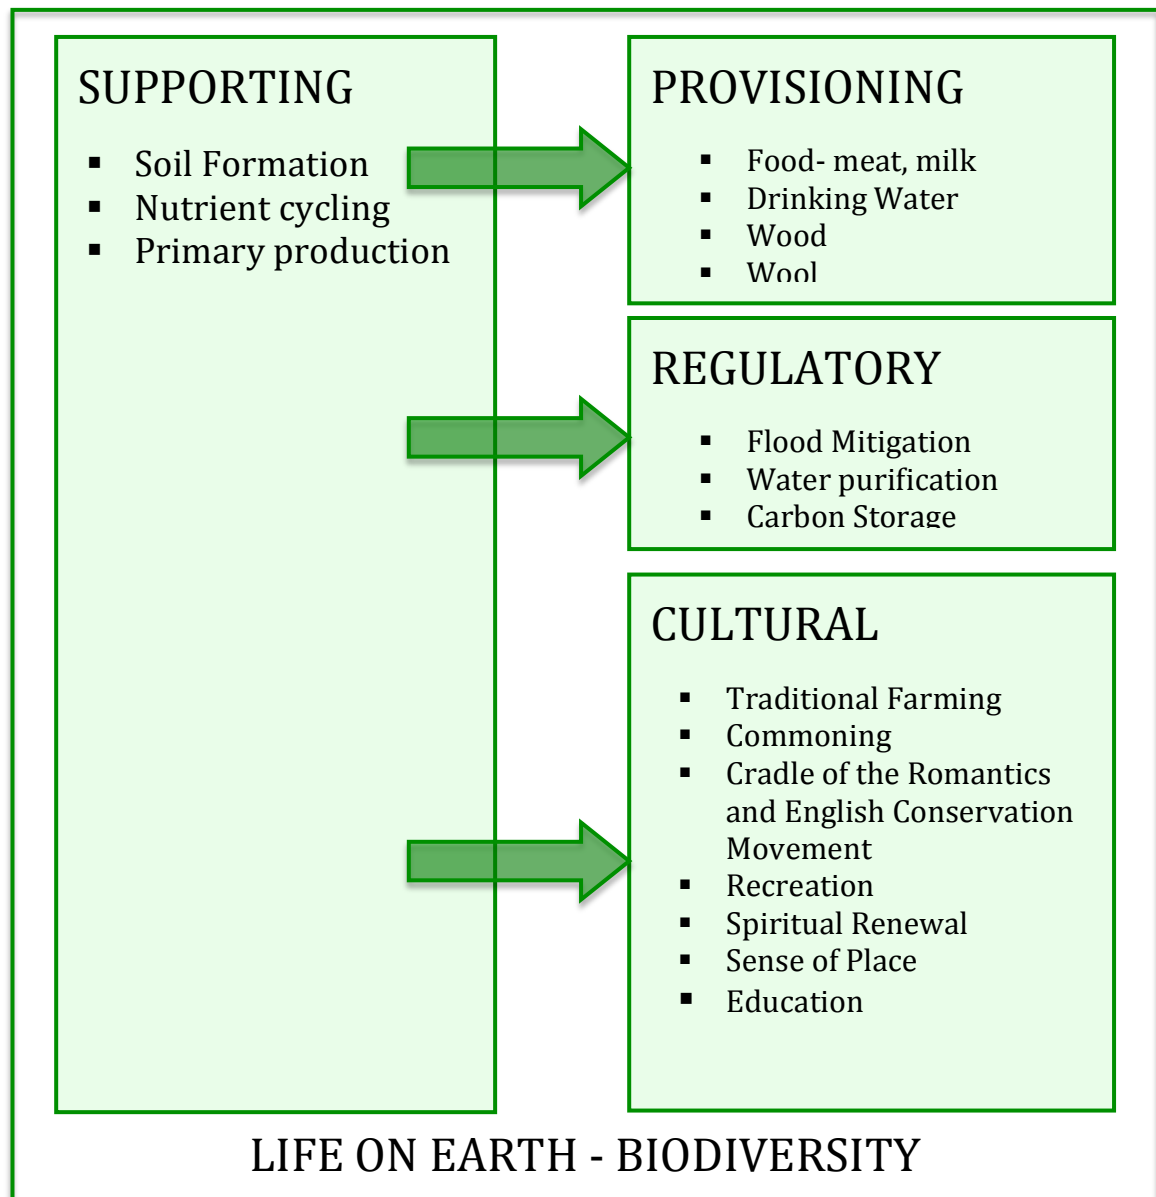 SUPPORTING
▪ Soil Formation
▪ Nutrient cycling
▪ Primary production
PROVISIONING
▪ Food- meat, milk
▪ Drinking Water
▪ Wood
▪ Wool
REGULATORY
▪ Flood Mitigation
▪ Water purification
▪ Carbon Storage
CULTURAL
▪ Traditional Farming
▪ Commoning
▪ Cradle of the Romantics
and English Conservation
Movement
▪ Recreation
▪ Spiritual Renewal
▪ Sense of Place
▪ Education
LIFE ON EARTH - BIODIVERSITY